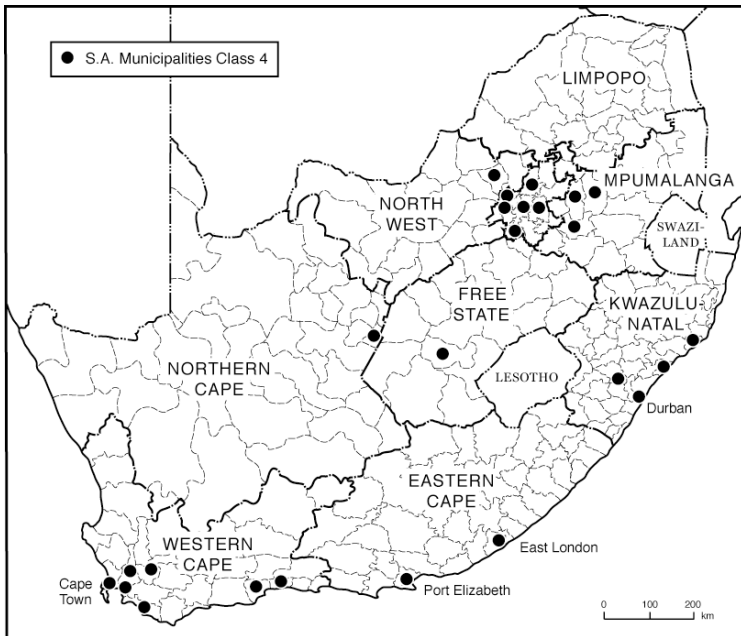 S.A. Municipalities Class 4
LIMPOPO
MPUMALANGA
NORTH
WEST
SWAZI-
LAND
FREE
STATE
KWAZULU-
NATAL
NORTHERN
CAPE
LESOTHO
Durban
EASTERN
CAPE
WESTERN
CAPE
East London
Cape
Town
Port Elizabeth
0 100 200
km